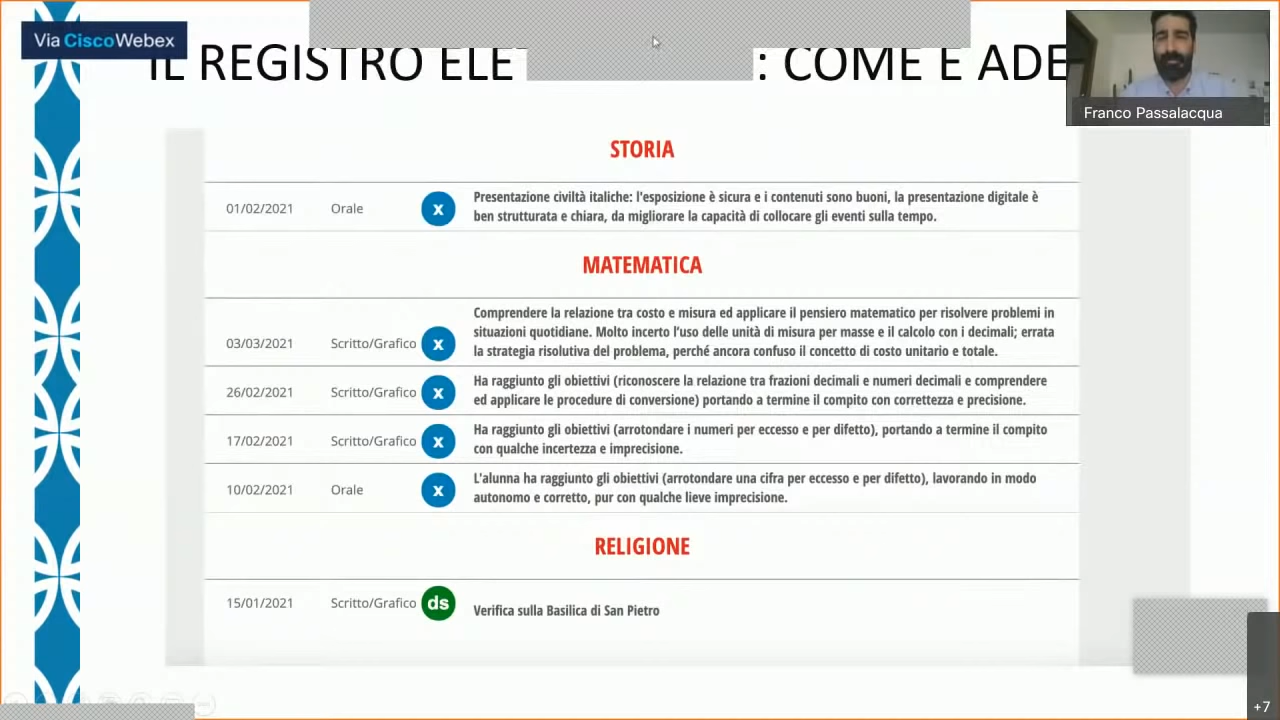 Via CiscoWebex
IL REGISTRO ELE : COME E ADE
Franco Passalacqua
STORIA
01/02/2021 Orale x Presentazione civiltà italiche: l'esposizione è sicura e i contenuti sono buoni, la presentazione digitale è
ben strutturata e chiara, da migliorare la capacità di collocare gli eventi sulla tempo.
MATEMATICA
Comprendere la relazione tra costo e misura ed applicare il pensiero matematico per risolvere problemi in
situazioni quotidiane. Molto incerto l'uso delle unità di misura per masse e il calcolo con i decimali; errata
03/03/2021 Scritto/Grafico x la strategia risolutiva del problema, perché ancora confuso il concetto di costo unitario e totale.
26/02/2021 Scritto/Grafico x Ha raggiunto gli obiettivi (riconoscere la relazione tra frazioni decimali e numeri decimali e comprendere
ed applicare le procedure di conversione) portando a termine il compito con correttezza e precisione.
17/02/2021 Scritto/Grafico x Ha raggiunto gli obiettivi (arrotondare i numeri per eccesso e per difetto), portando a termine il compito
con qualche incertezza e imprecisione.
10/02/2021 Orale x L'alunna ha raggiunto gli obiettivi (arrotondare una cifra per eccesso e per difetto), lavorando in modo
autonomo e corretto, pur con qualche lieve imprecisione.
RELIGIONE
15/01/2021 Scritto/Grafico ds Verifica sulla Basilica di San Pietro
+7